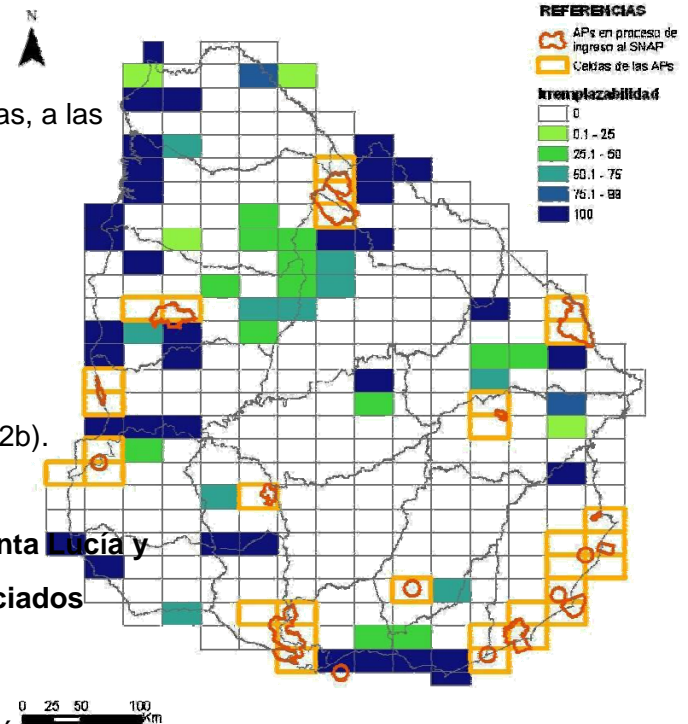 N
as, a las
2b).
nta Lucía y
ciados
REFERENCIAS
APs en proceso de
ingreso al SNAP
Celdas de las APs
Irremplazabilidad
0
0.1 - 25
25.1 - 50
50.1 - 75
75.1 - 99
100
0 25 50 100
Km